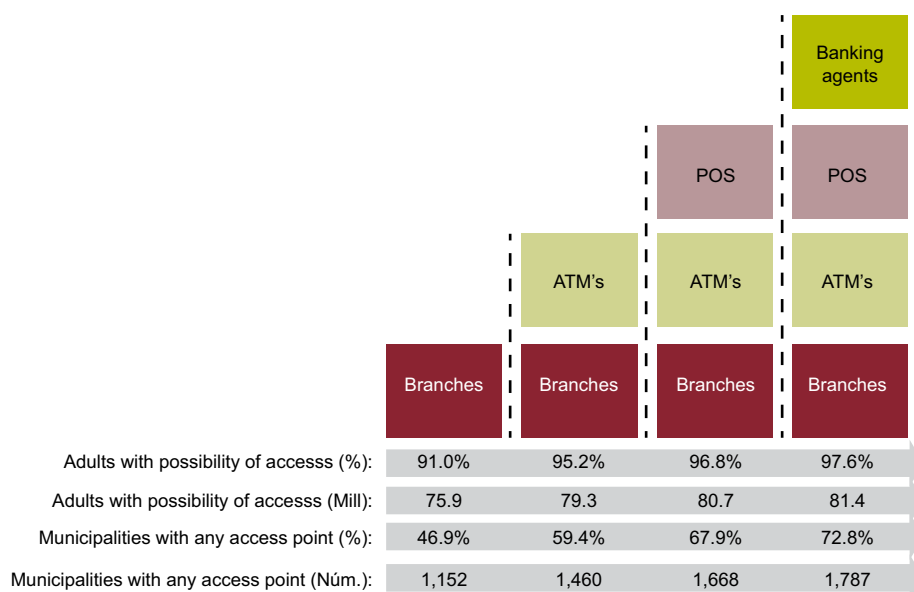 Banking
agents
POS POS
ATM's ATM's ATM's
Branches Branches Branches Branches
Adults with possibility of accesss (%): 91.0% 95.2% 96.8% 97.6%
Adults with possibility of accesss (Mill): 75.9 79.3 80.7 81.4
Municipalities with any access point (%): 46.9% 59.4% 67.9% 72.8%
Municipalities with any access point (Núm.): 1,152 1,460 1,668 1,787